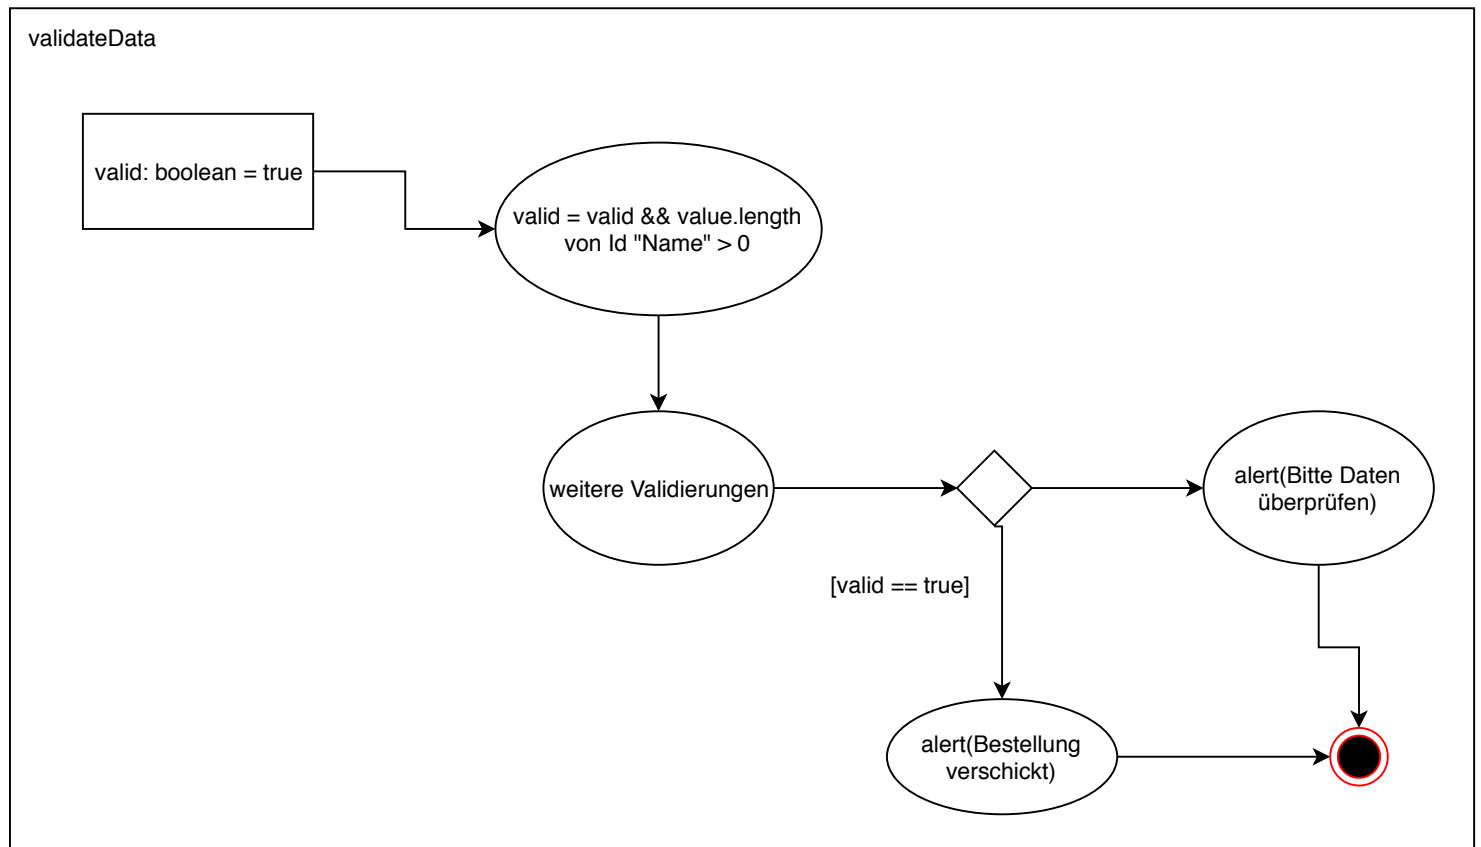 validateData
valid: boolean = true
valid = valid && value.length
von Id "Name" > 0
weitere Validierungen
alert(Bitte Daten
überprüfen)
[valid == true]
alert(Bestellung
verschickt)